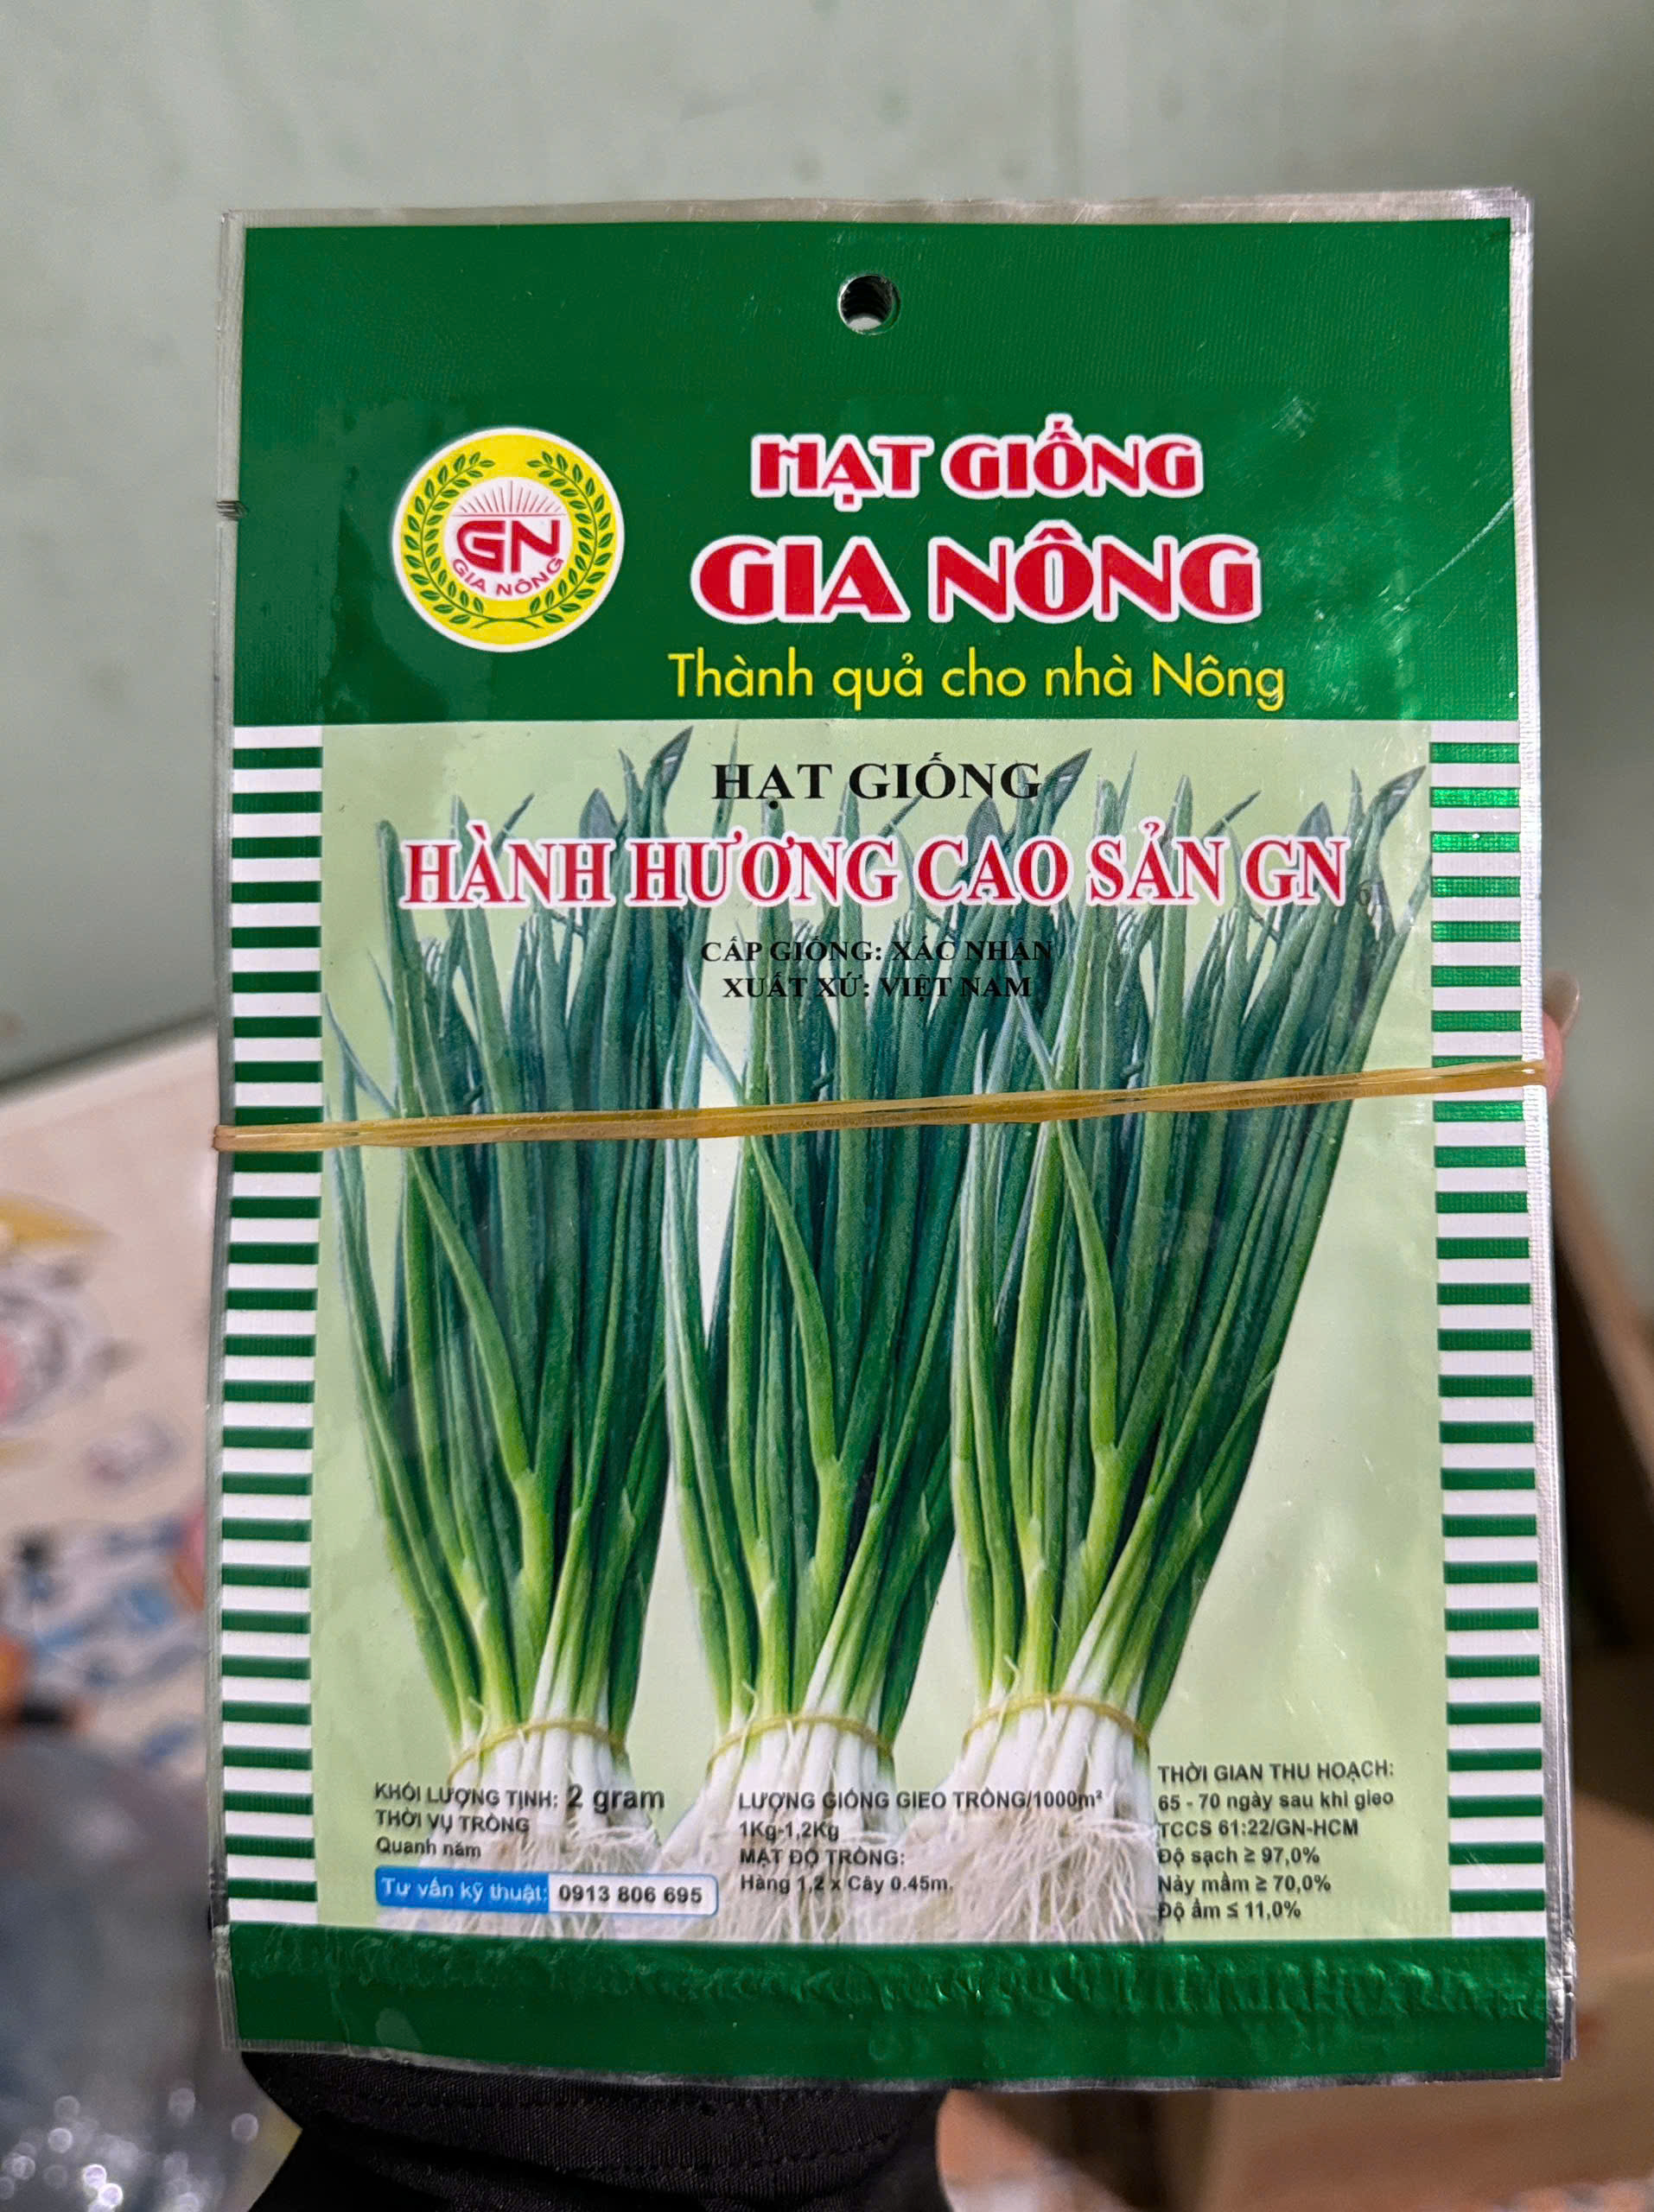 HẠT GIỐNG
GIA NÔNG
Thành quả cho nhà Nông
GN
GIA NÔNG
HẠT GIỐNG
HÀNH HƯƠNG CAO SẢN GN
61
CẤP GIỐNG: XÁC NHẬN
XUẤT XỨ: VIỆT NAM
KHỐI LƯỢNG TỊNH: 2 gram
THỜI VỤ TRỒNG
Quanh năm
Tư vấn kỹ thuật: 0913 806 695
LƯỢNG GIỐNG GIEO TRỒNG/1000m²
1Kg-1,2Kg
MẬT ĐỘ TRỒNG:
Hàng 1,2 x Cây 0.45m.
THỜI GIAN THU HOẠCH:
65 - 70 ngày sau khi gieo
TCCS 61:22/GN-HCM
Độ sạch ≥ 97,0%
Nảy mầm ≥ 70,0%
Độ ẩm ≤ 11,0%